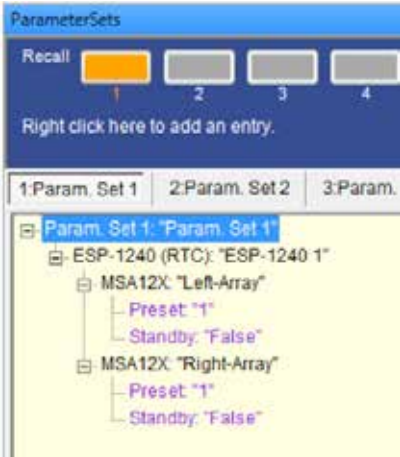 ParameterSets
Recall
1 2 3 4
Right click here to add an entry.
1:Param. Set 1 2:Param. Set 2 3:Param.
Param. Set 1: "Param. Set 1"
ESP-1240 (RTC): "ESP-1240 1"
MSA12X: "Left-Array"
Preset: "1"
Standby: "False"
MSA12X: "Right-Array"
Preset: "1"
Standby: "False"